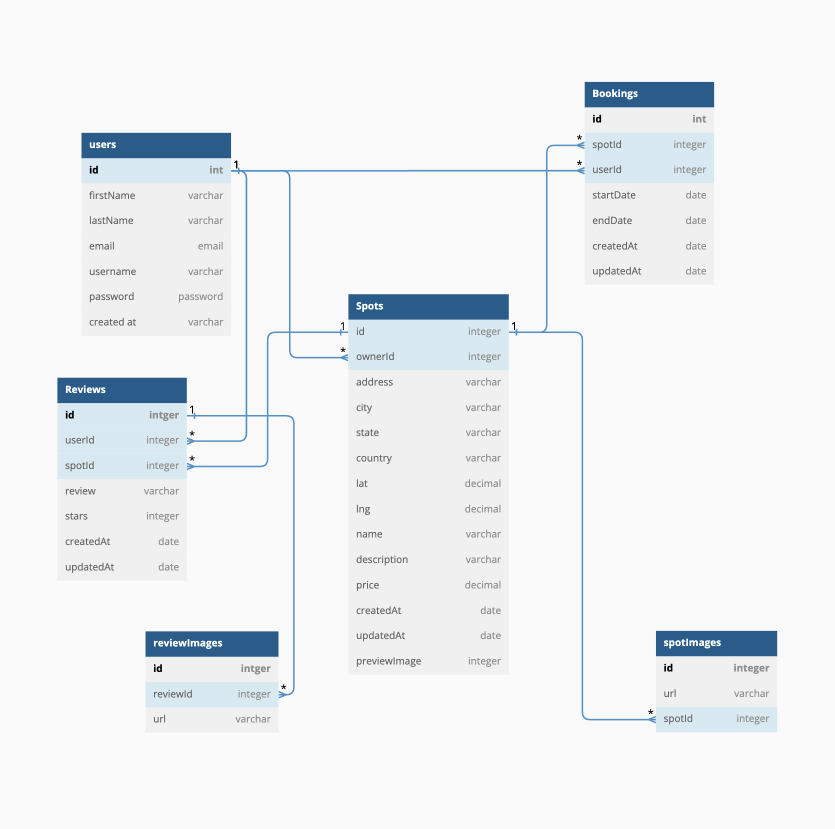 users
id int
firstName varchar
lastName varchar
email email
username varchar
password password
created at varchar
1
Bookings
id int
* spotId integer
* userId integer
startDate date
endDate date
createdAt date
updatedAt date
Spots
1 id integer 1
* ownerId integer
address varchar
city varchar
state varchar
country varchar
lat decimal
lng decimal
name varchar
description varchar
price decimal
createdAt date
updatedAt date
previewImage integer
Reviews
id intger 1
userId integer *
spotId integer *
review varchar
stars integer
createdAt date
updatedAt date
reviewImages
id intger
reviewId integer *
url varchar
spotImages
id integer
url varchar
* spotId integer